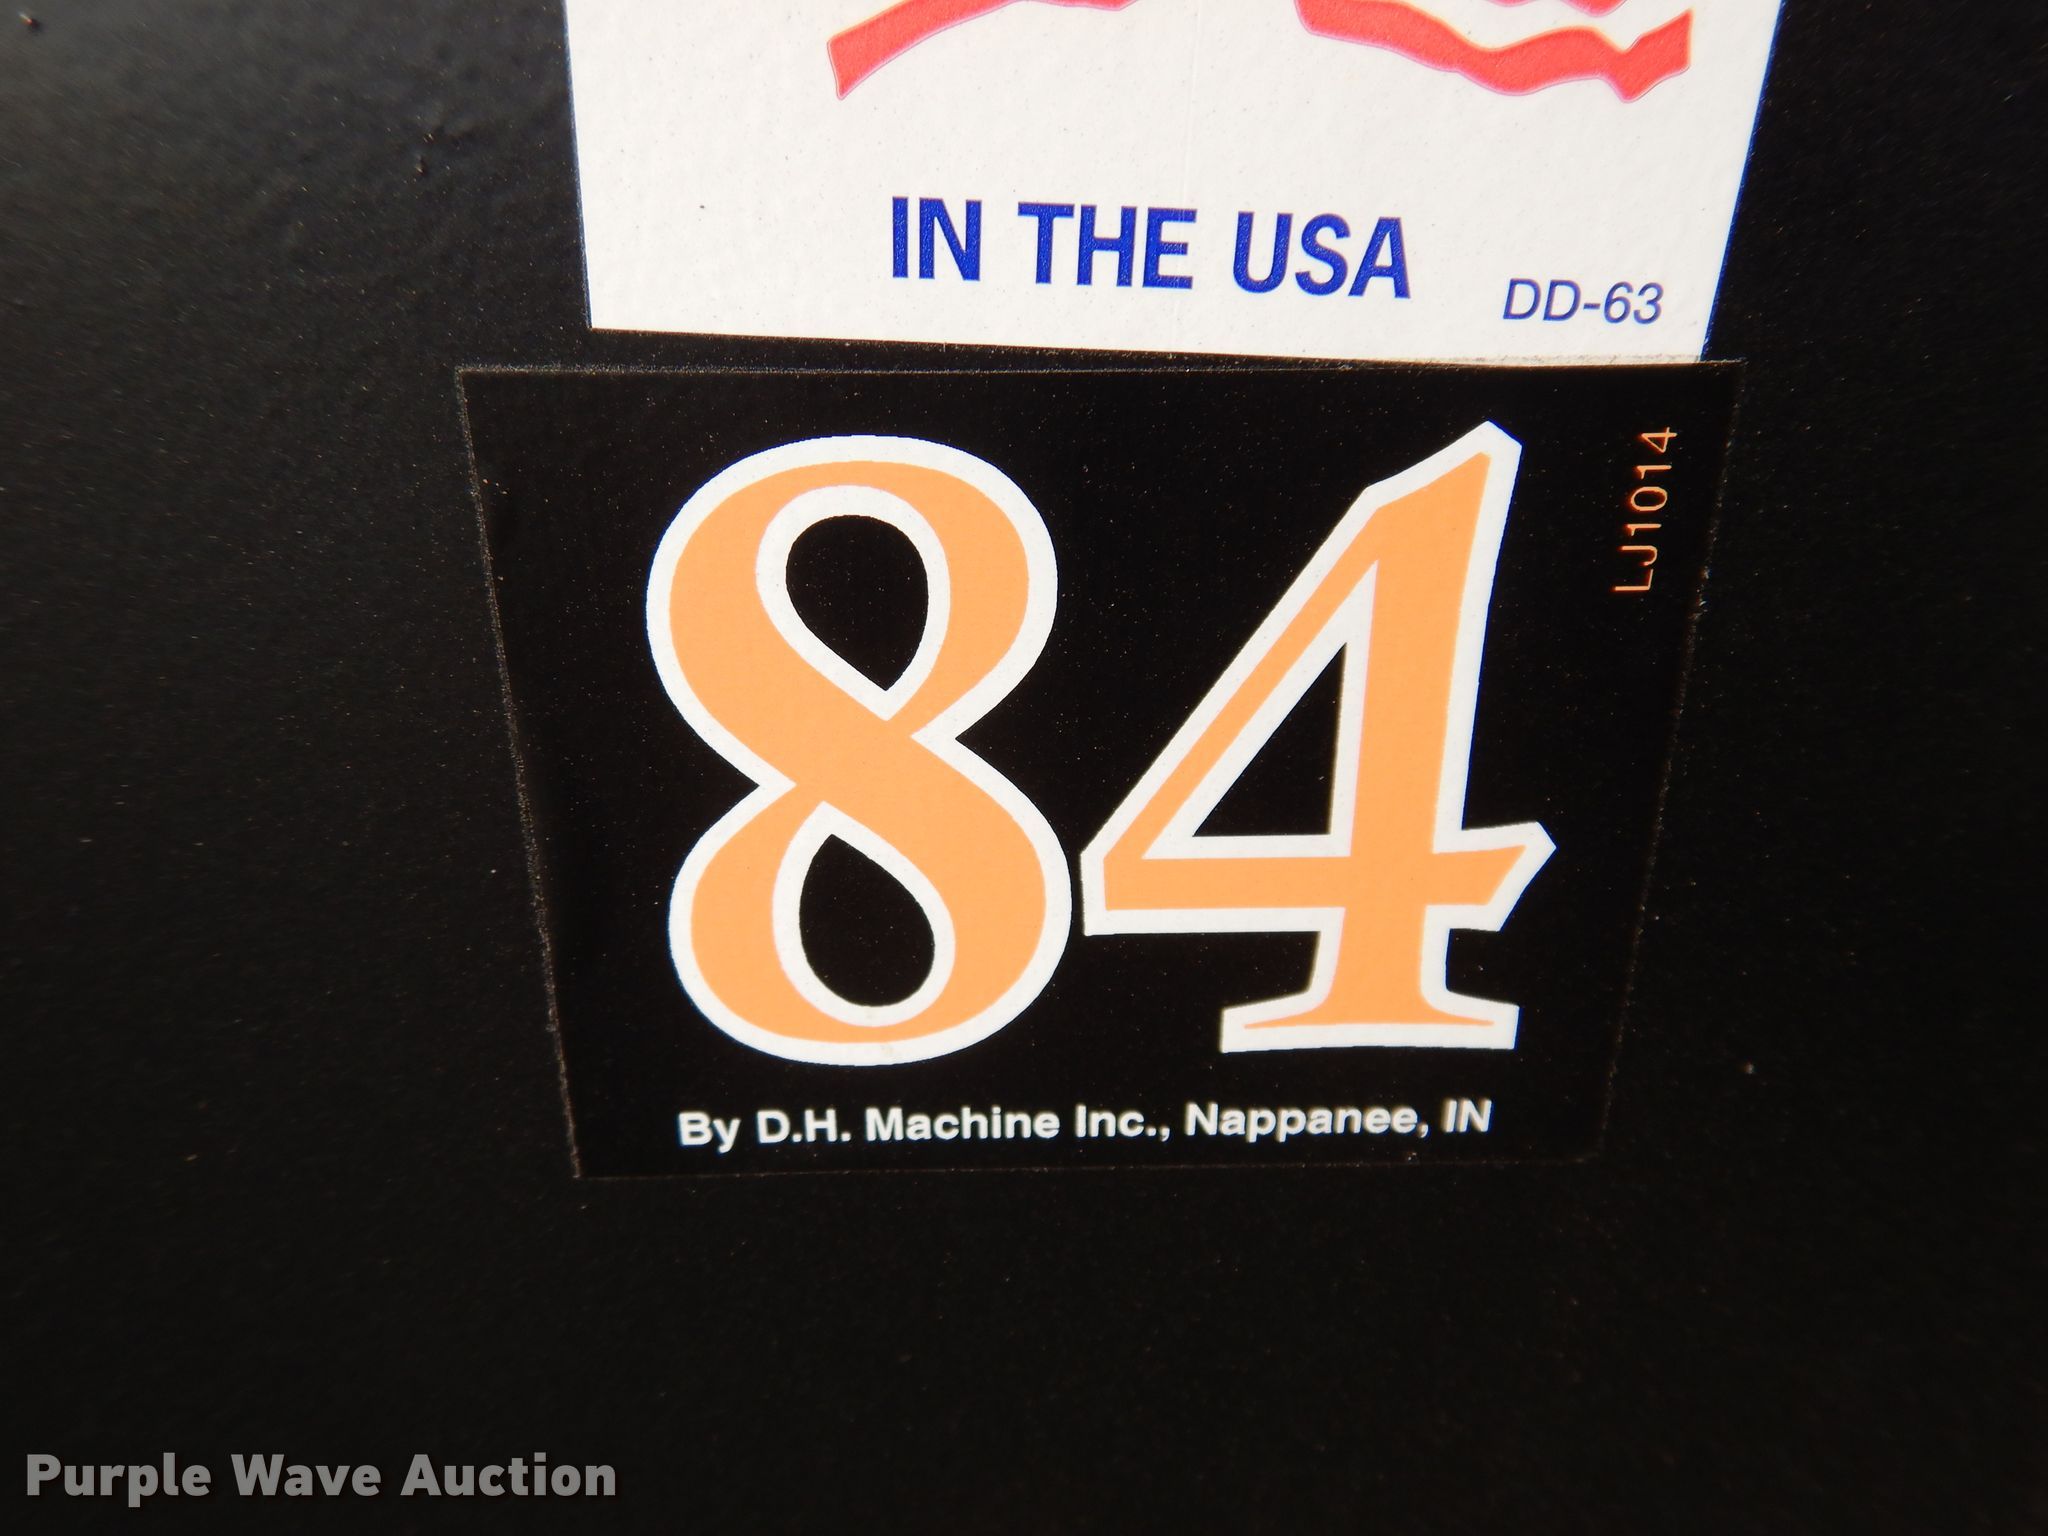 IN THE USA
DD-63
84
LJ1014
By D.H. Machine Inc., Nappanee, IN
Purple Wave Auction